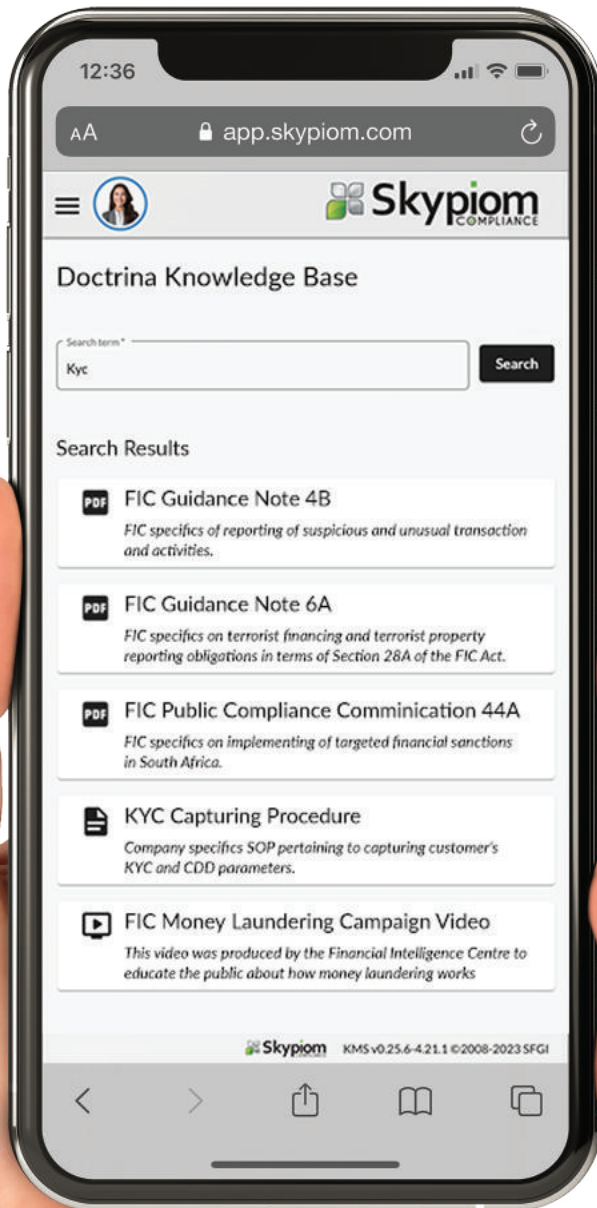 12:36
AA app.skypiom.com
Skypiom
COMPLIANCE
Doctrina Knowledge Base
Search term*
Kyc
Search
Search Results
PDF FIC Guidance Note 4B
FIC specifics of reporting of suspicious and unusual transaction
and activities.
PDF FIC Guidance Note 6A
FIC specifics on terrorist financing and terrorist property
reporting obligations in terms of Section 28A of the FIC Act.
PDF FIC Public Compliance Comminication 44A
FIC specifics on implementing of targeted financial sanctions
in South Africa.
KYC Capturing Procedure
Company specifics SOP pertaining to capturing customer's
KYC and CDD parameters.
FIC Money Laundering Campaign Video
This video was produced by the Financial Intelligence Centre to
educate the public about how money laundering works
Skypiom COMPLIANCE KMS v0.25.6-4.21.1 ©2008-2023 SFGI